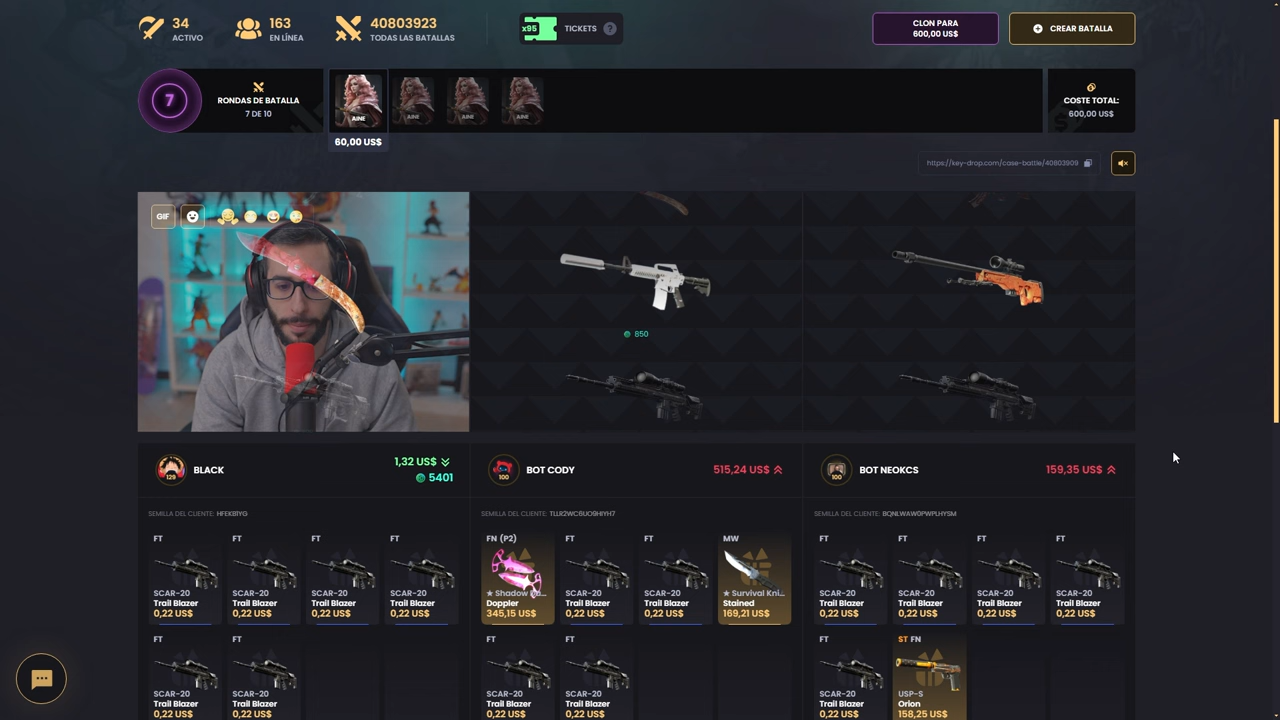 34
ACTIVO
163
EN LÍNEA
40803923
TODAS LAS BATALLAS
x95
TICKETS ?
CLON PARA
600,00 US$
CREAR BATALLA
7
RONDAS DE BATALLA
7 DE 10
AINE
AINE
AINE
AINE
60,00 US$
COSTE TOTAL:
600,00 US$
https://key-drop.com/case-battle/40803909
GIF
850
129
BLACK
1,32 US$
5401
100
BOT CODY
515,24 US$
100
BOT NEOKCS
159,35 US$
SEMILLA DEL CLIENTE:
SEMILLA DEL CLIENTE: TLLR2WC6UO9HIYH7
SEMILLA DEL CLIENTE:
FT
SCAR-20
Trail Blazer
0,22 US$
FT
SCAR-20
Trail Blazer
0,22 US$
FT
SCAR-20
Trail Blazer
0,22 US$
FT
SCAR-20
Trail Blazer
0,22 US$
FN (P2)
★ Shadow
Doppler
345,15 US$
FT
SCAR-20
Trail Blazer
0,22 US$
FT
SCAR-20
Trail Blazer
0,22 US$
MW
★ Survival Kni...
Stained
169,21 US$
FT
SCAR-20
Trail Blazer
0,22 US$
FT
SCAR-20
Trail Blazer
0,22 US$
FT
SCAR-20
Trail Blazer
0,22 US$
FT
SCAR-20
Trail Blazer
0,22 US$
FT
SCAR-20
Trail Blazer
0,22 US$
FT
SCAR-20
Trail Blazer
0,22 US$
FT
SCAR-20
Trail Blazer
0,22 US$
FT
SCAR-20
Trail Blazer
0,22 US$
FT
SCAR-20
Trail Blazer
0,22 US$
ST FN
USP-S
Orion
158,25 US$